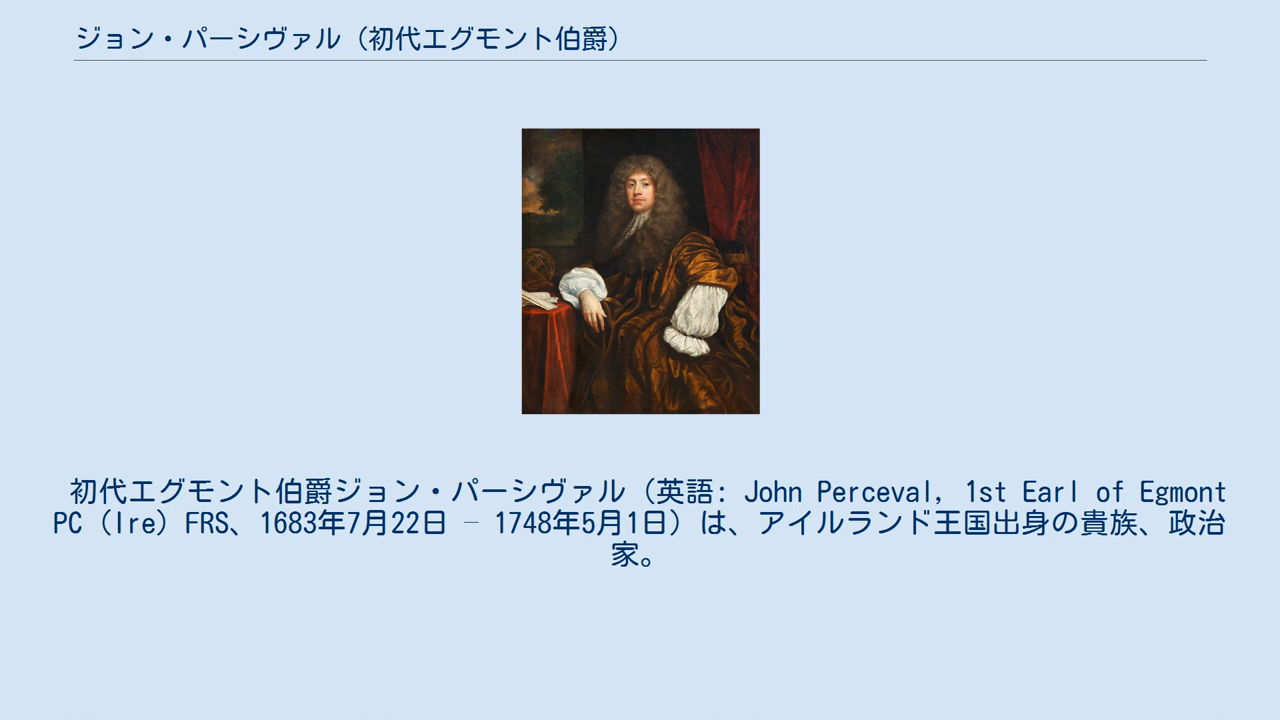 ジョン・パーシヴァル（初代エグモント伯爵）
初代エグモント伯爵ジョン・パーシヴァル（英語: John Perceval, 1st Earl of Egmont
PC（Ire）FRS、1683年7月22日 – 1748年5月1日）は、アイルランド王国出身の貴族、政治
家。